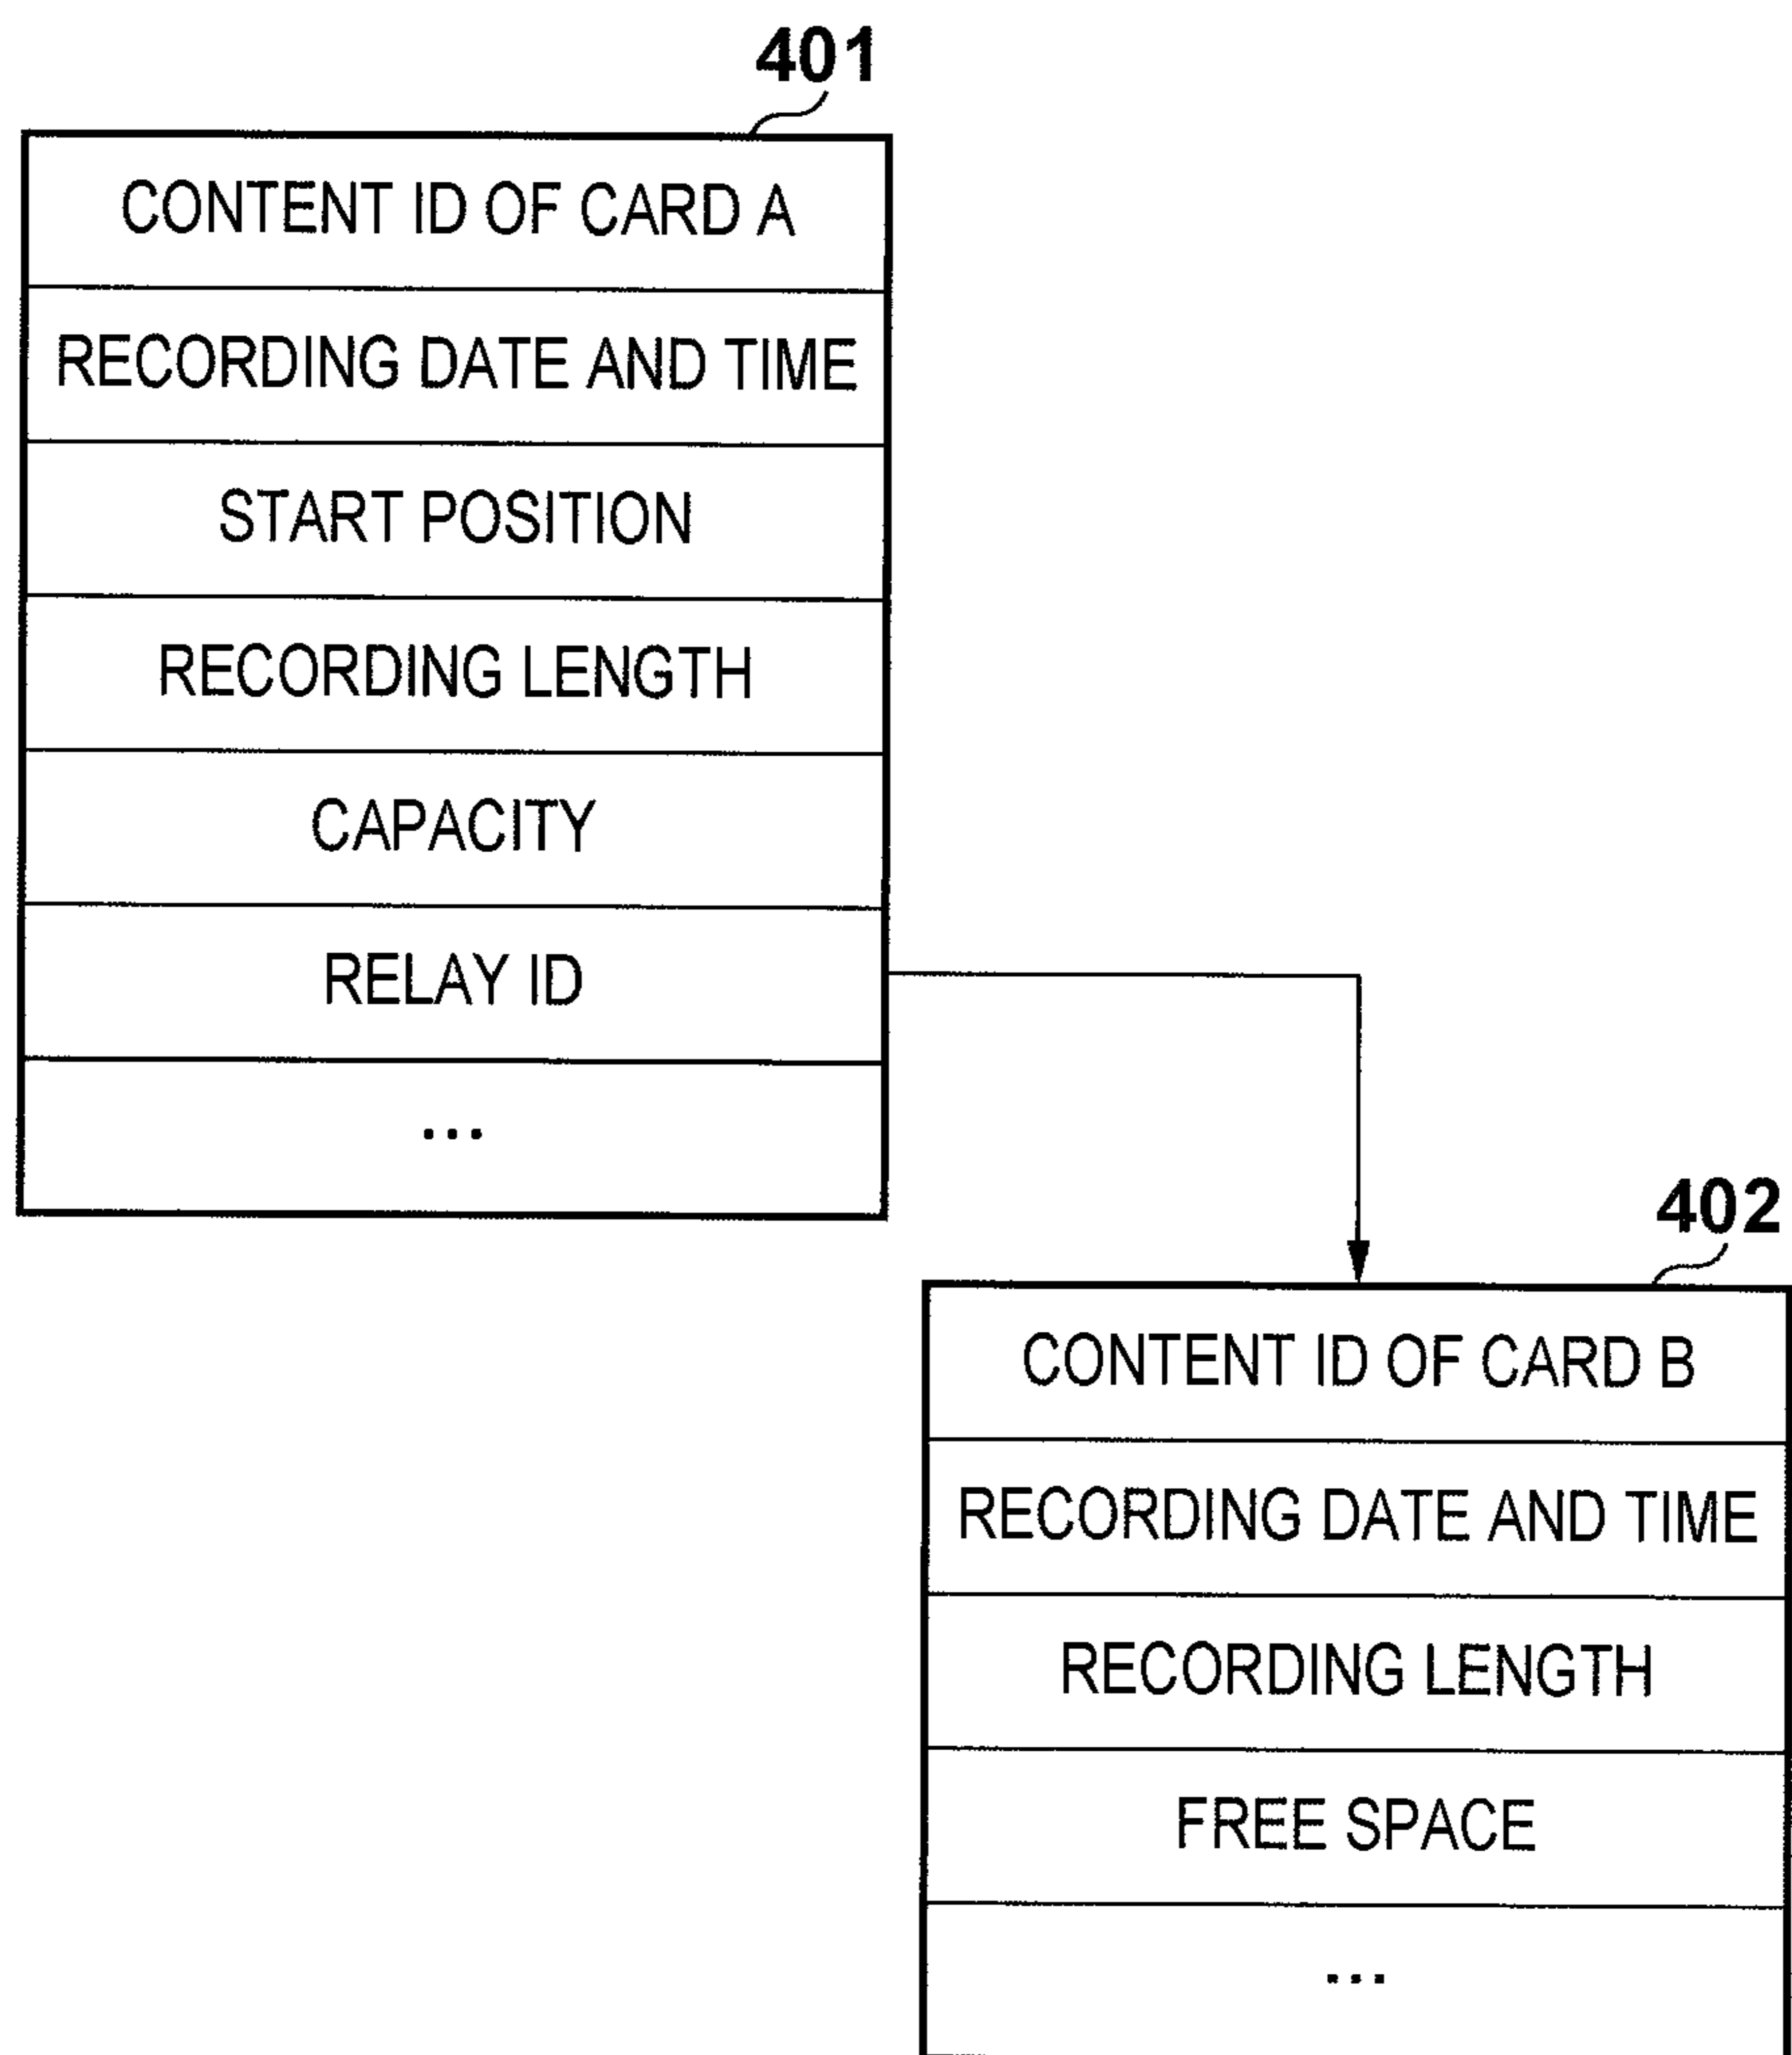 401
CONTENT ID OF CARD A
RECORDING DATE AND TIME
START POSITION
RECORDING LENGTH
CAPACITY
RELAY ID
...
402
CONTENT ID OF CARD B
RECORDING DATE AND TIME
RECORDING LENGTH
FREE SPACE
...